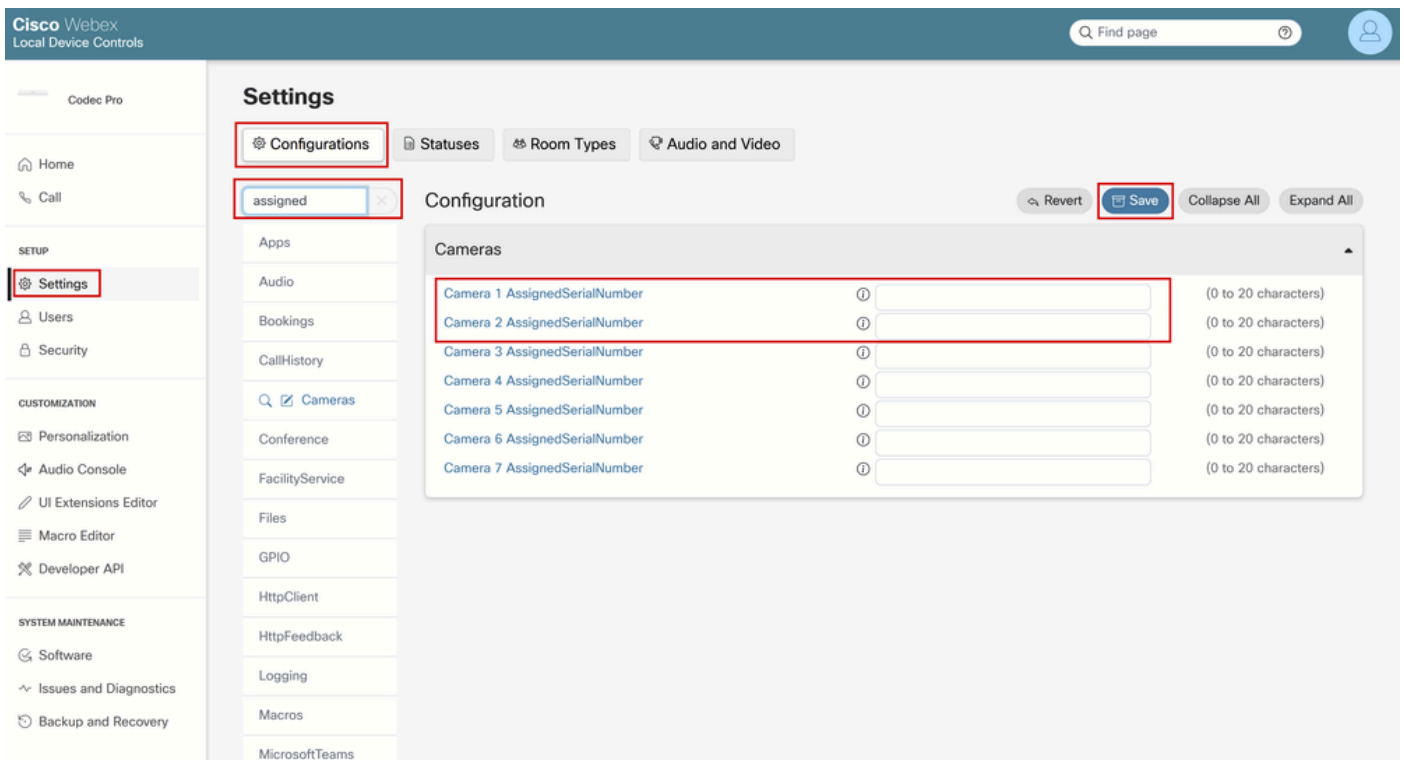 Cisco Webex
Local Device Controls
Find page
Codec Pro
Home
Call
SETUP
Settings
Users
Security
CUSTOMIZATION
Personalization
Audio Console
UI Extensions Editor
Macro Editor
Developer API
SYSTEM MAINTENANCE
Software
Issues and Diagnostics
Backup and Recovery
Settings
Configurations
Statuses
Room Types
Audio and Video
assigned
Apps
Audio
Bookings
CallHistory
Cameras
Conference
FacilityService
Files
GPIO
HttpClient
HttpFeedback
Logging
Macros
MicrosoftTeams
Configuration
Revert
Save
Collapse All
Expand All
Cameras
Camera 1 AssignedSerialNumber (0 to 20 characters)
Camera 2 AssignedSerialNumber (0 to 20 characters)
Camera 3 AssignedSerialNumber (0 to 20 characters)
Camera 4 AssignedSerialNumber (0 to 20 characters)
Camera 5 AssignedSerialNumber (0 to 20 characters)
Camera 6 AssignedSerialNumber (0 to 20 characters)
Camera 7 AssignedSerialNumber (0 to 20 characters)